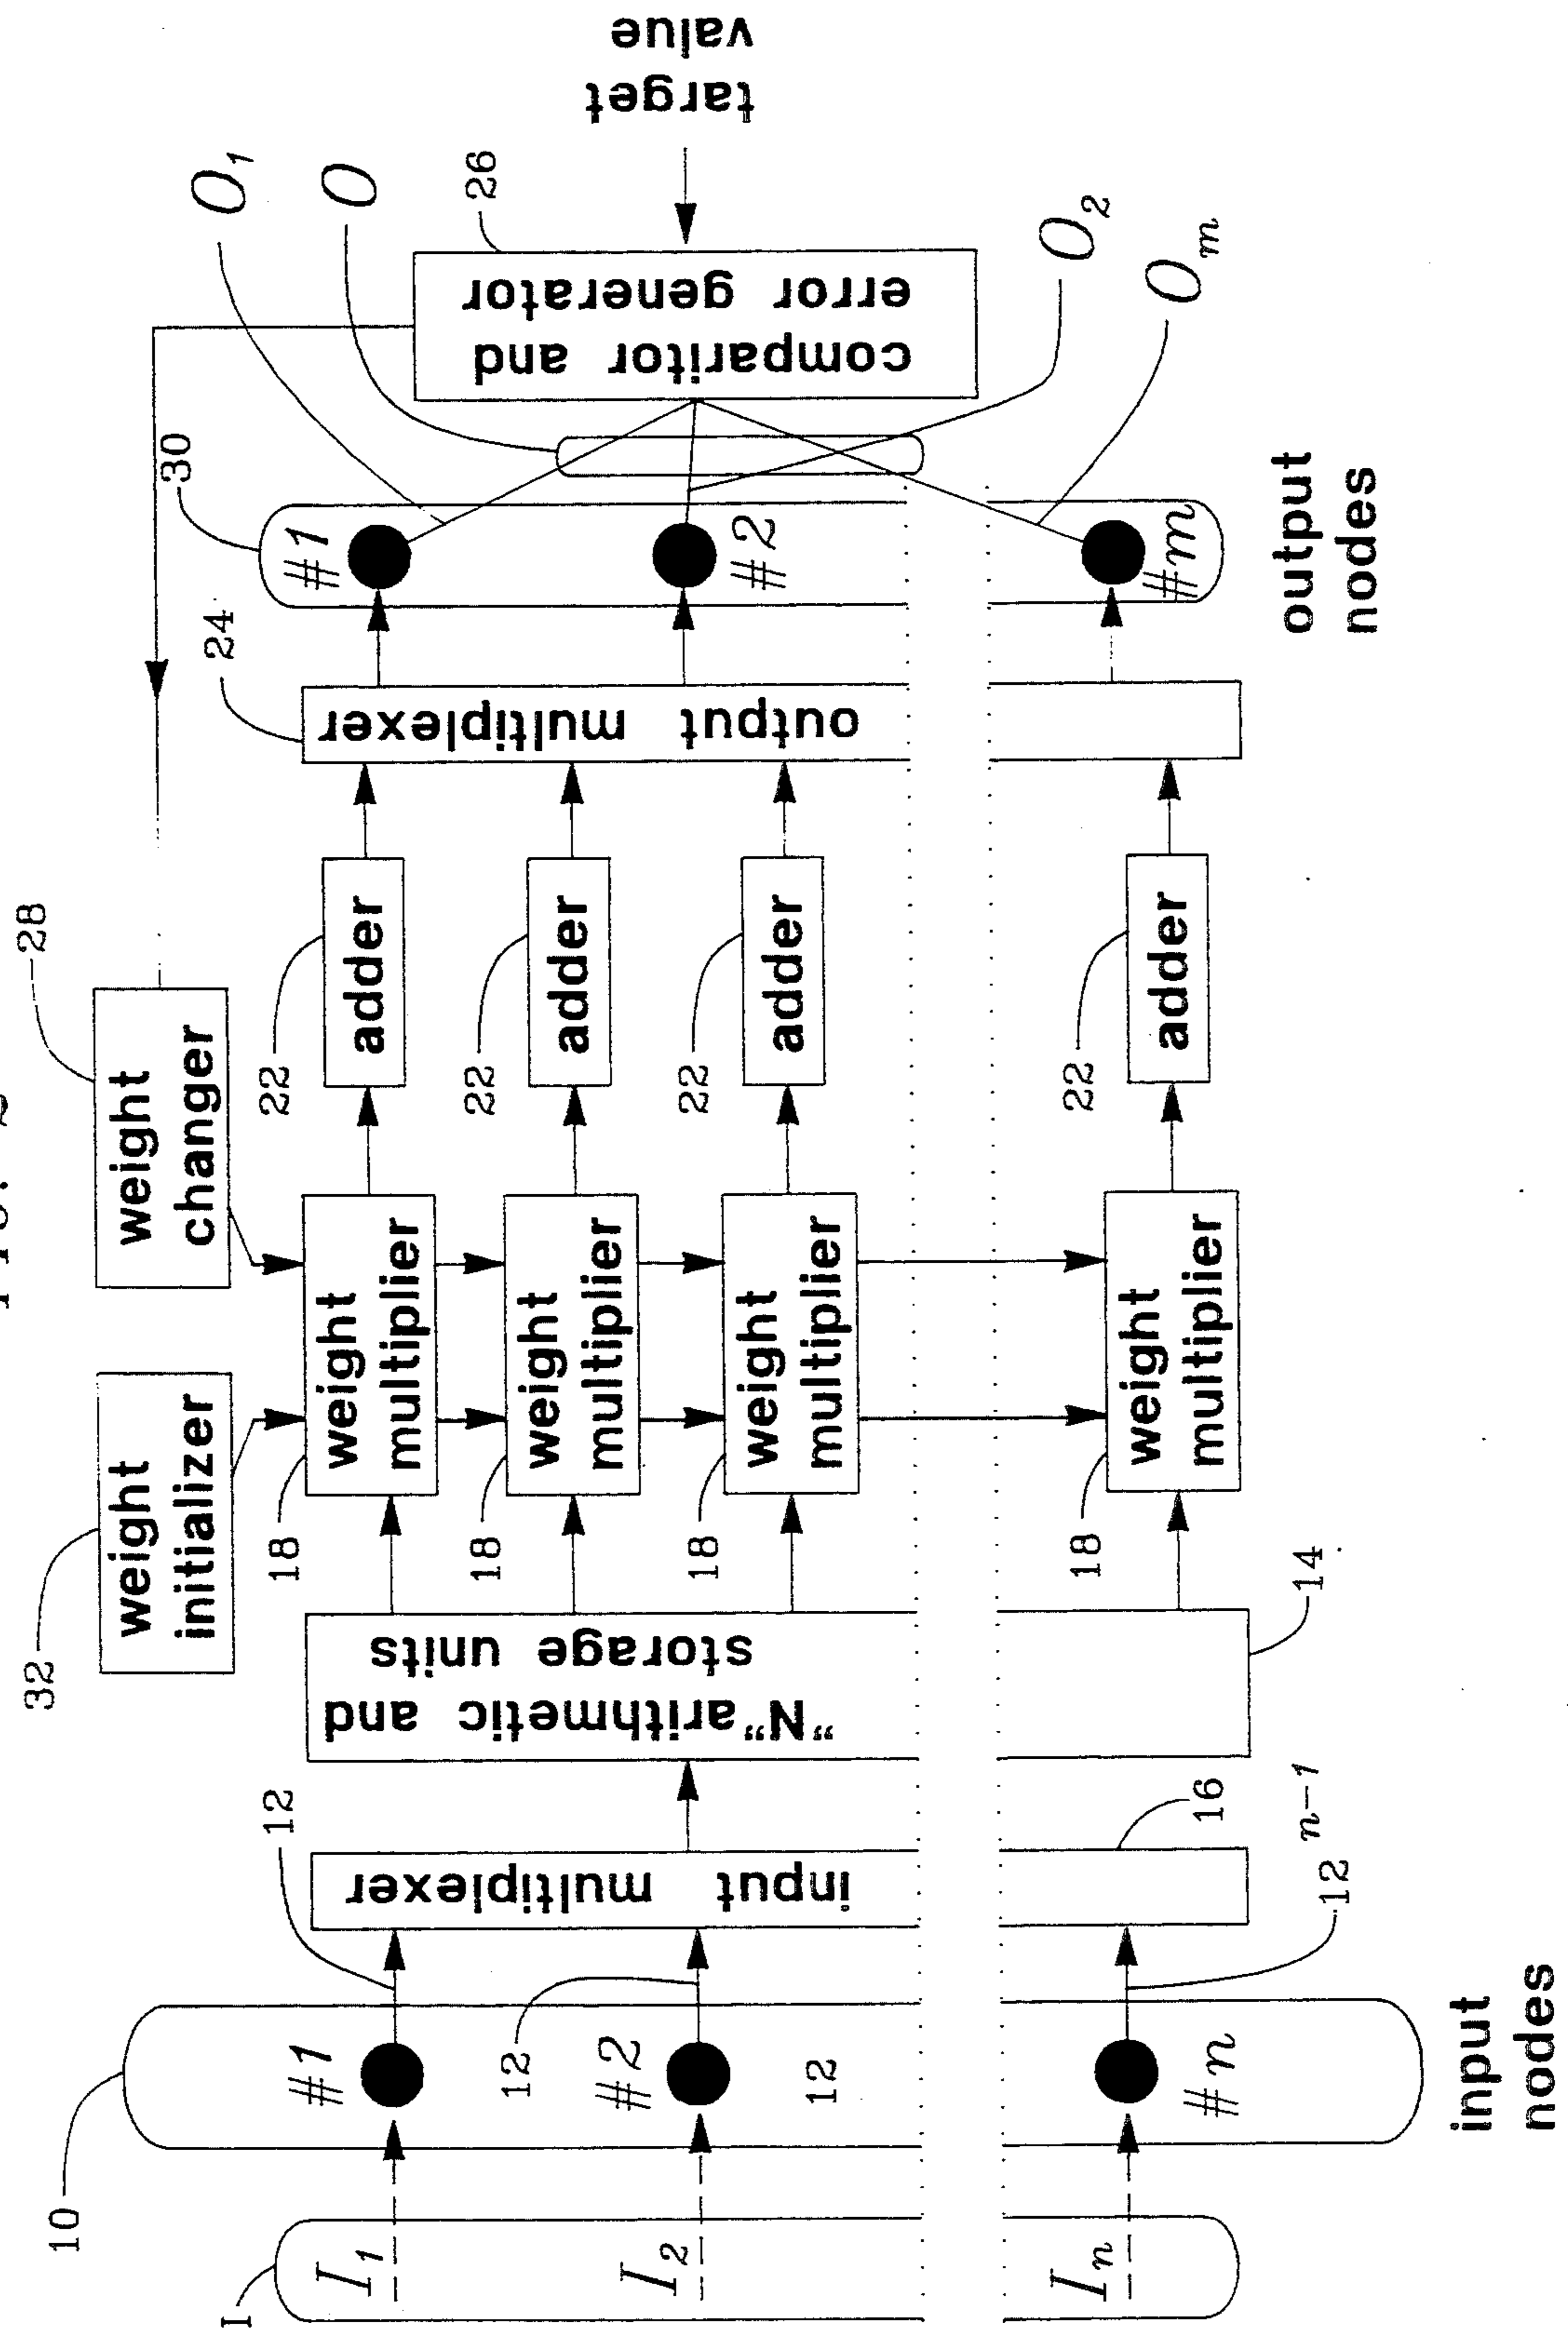 FIG. 2
32
weight
initializer
28
weight
changer
10
I
I1
I2
In
#1
#2
#n
12
12
12
12 n-1
input
nodes
input multiplexer
16
"N"arithmetic and
storage units
14
18
weight
multiplier
18
weight
multiplier
18
weight
multiplier
18
weight
multiplier
22
adder
22
adder
22
adder
22
adder
24
output multiplexer
30
#1
#2
#m
output
nodes
O1
O
O2
Om
26
comparitor and
error generator
target
value